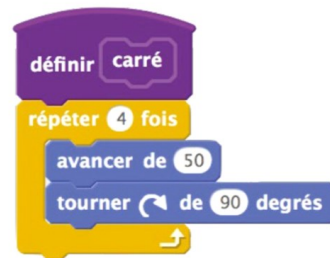 définir carré
répéter 4 fois
avancer de 50
tourner de 90 degrés